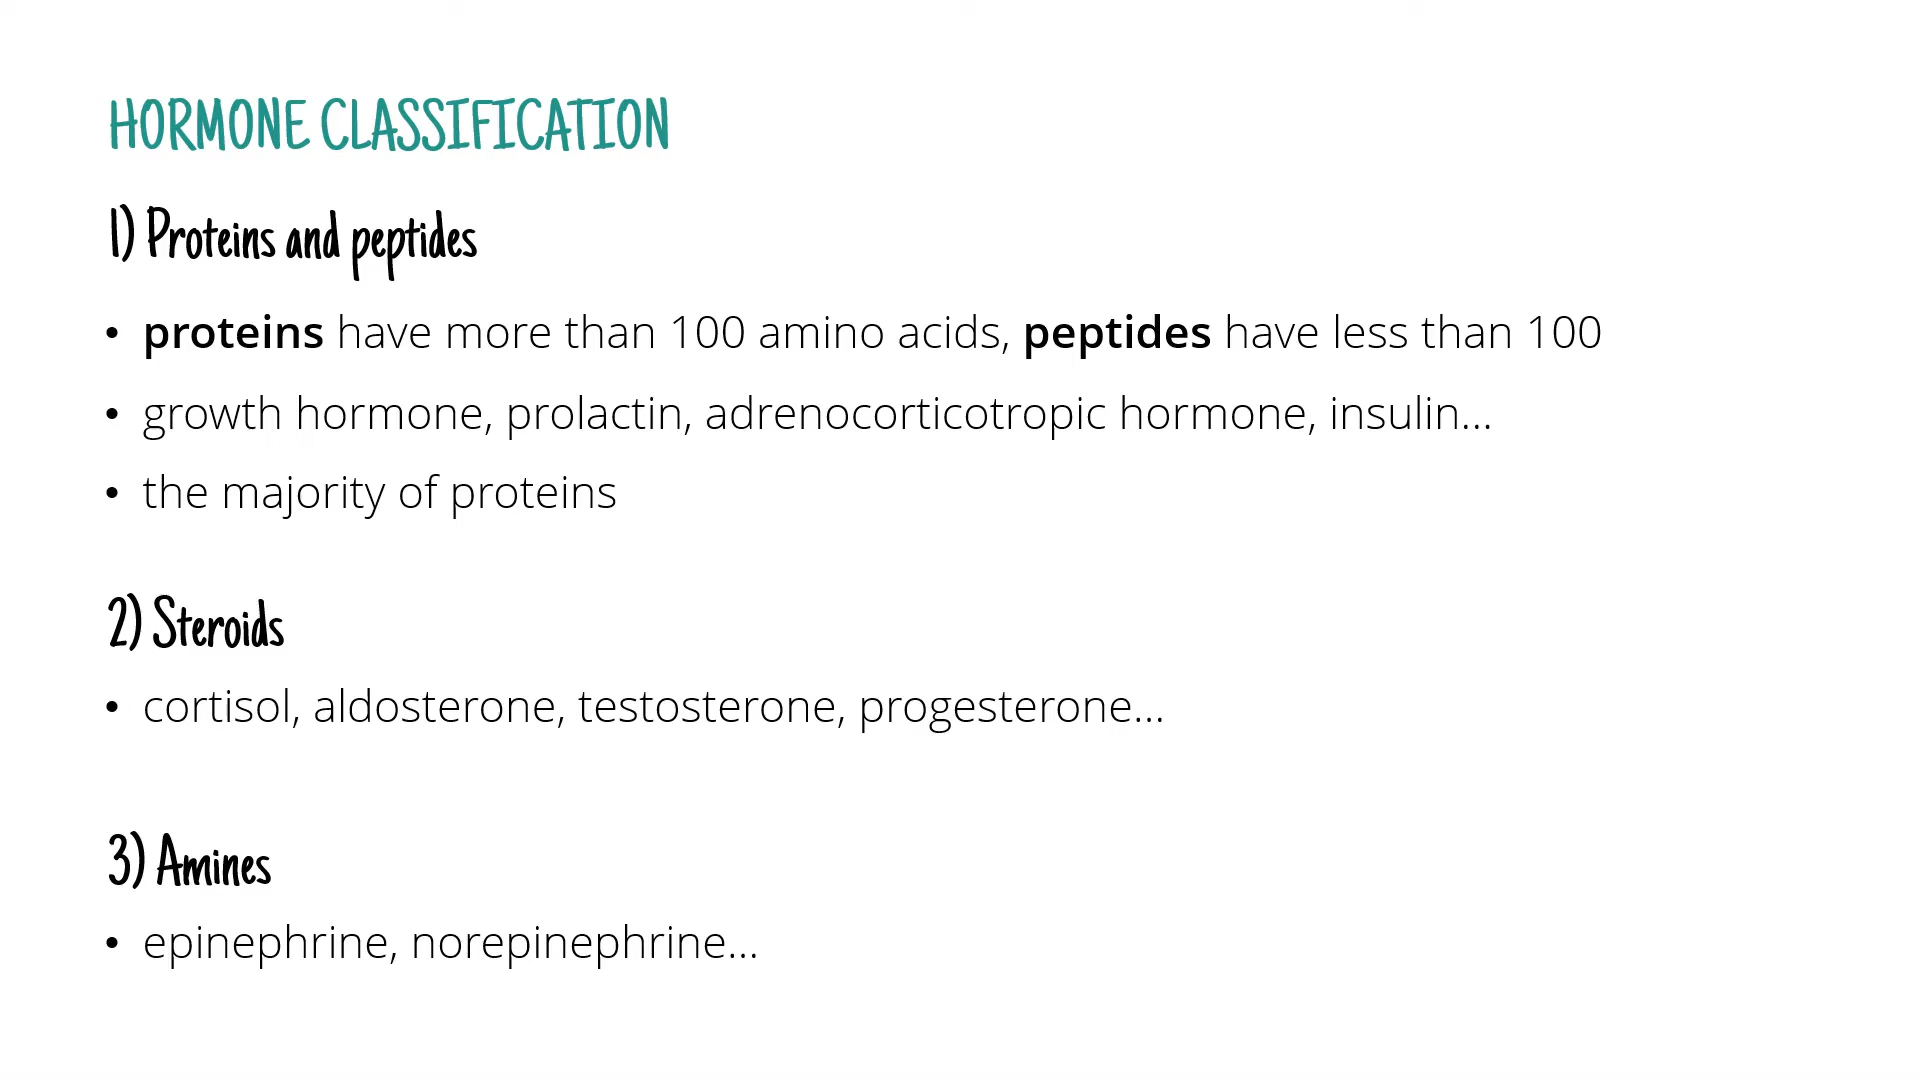 HORMONE CLASSIFICATION
1) Proteins and peptides
• proteins have more than 100 amino acids, peptides have less than 100
• growth hormone, prolactin, adrenocorticotropic hormone, insulin...
• the majority of proteins
2) Steroids
• cortisol, aldosterone, testosterone, progesterone...
3) Amines
• epinephrine, norepinephrine...